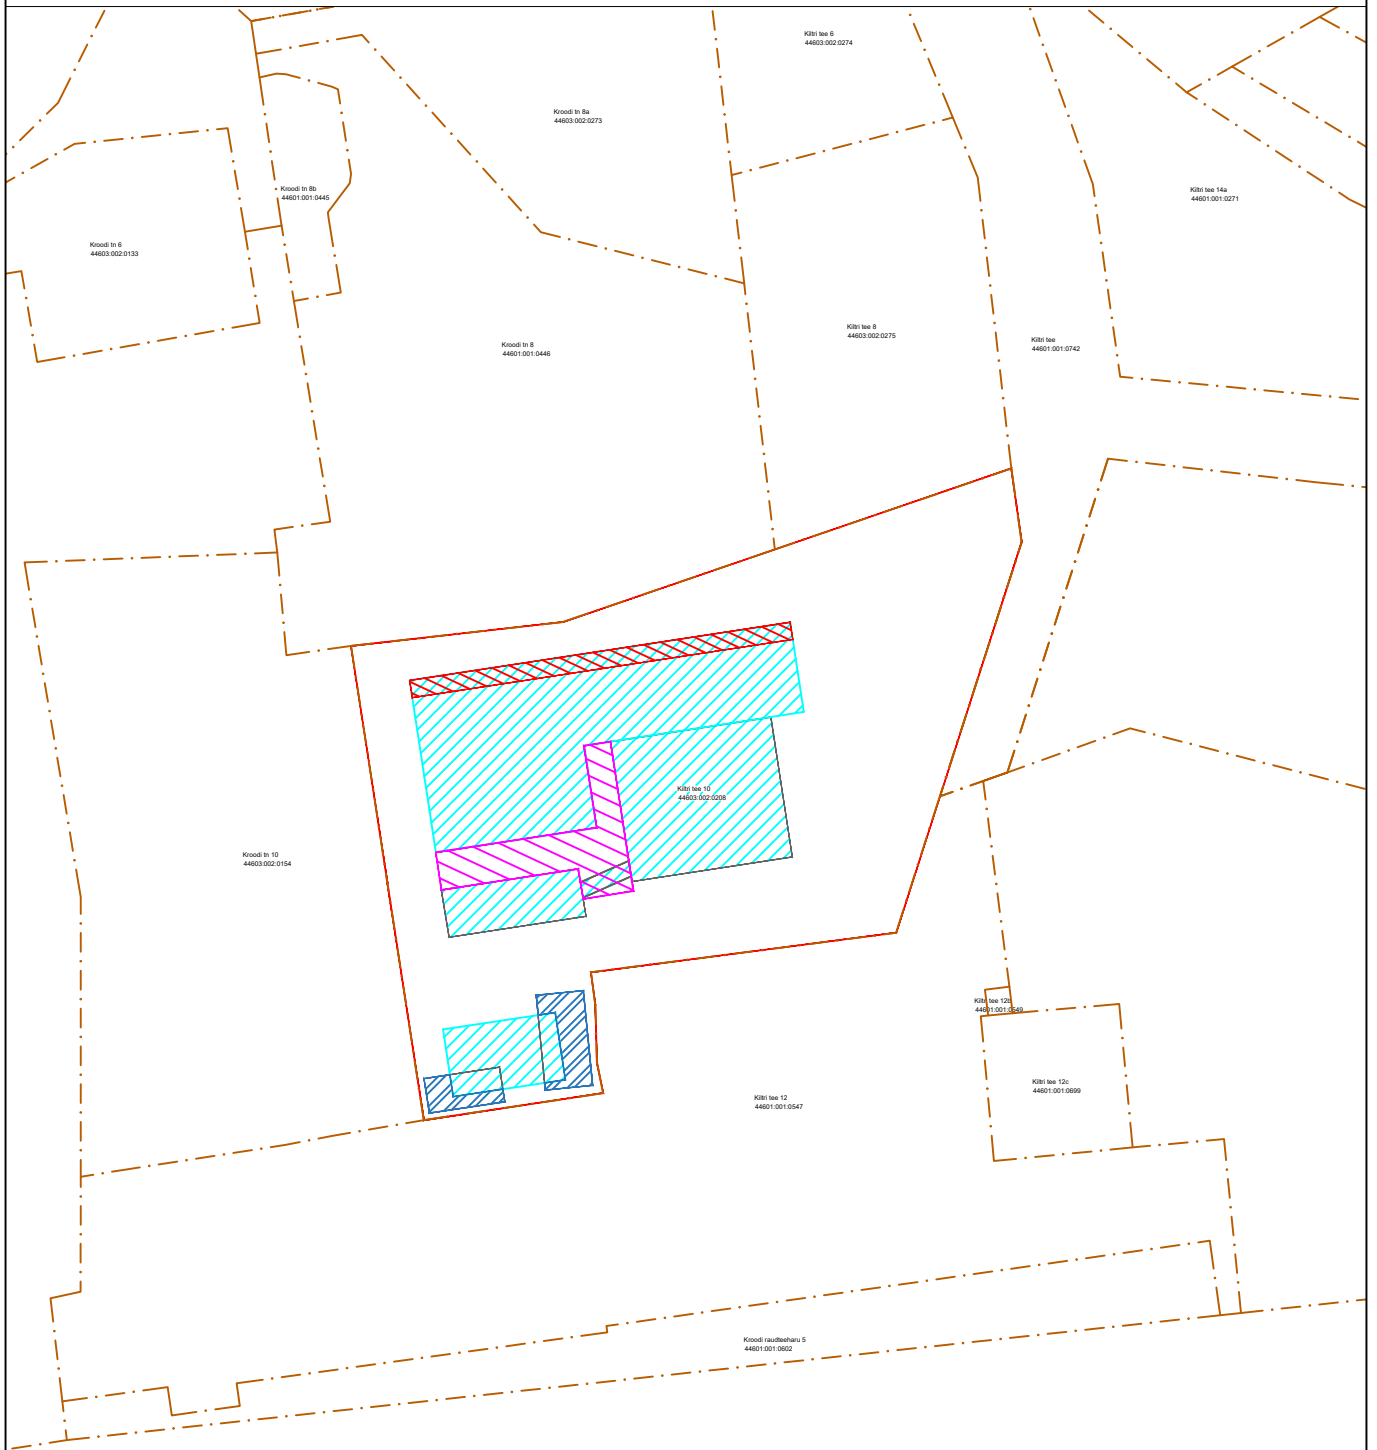 Kiltri tee 6
44603:002:0274
Kroodi tn 8a
44603:002:0273
Kroodi tn 8b
44601:001:0445
Kiltri tee 14a
44601:001:0271
Kroodi tn 6
44603:002:0133
Kiltri tee 8
44603:002:0275
Kroodi tn 8
44601:001:0446
Kiltri tee
44601:001:0742
Kiltri tee 10
44603:002:0208
Kroodi tn 10
44603:002:0154
Kiltri tee 12b
44601:001:0549
Kiltri tee 12c
44601:001:0699
Kiltri tee 12
44601:001:0547
Kroodi raudteeharu 5
44601:001:0602